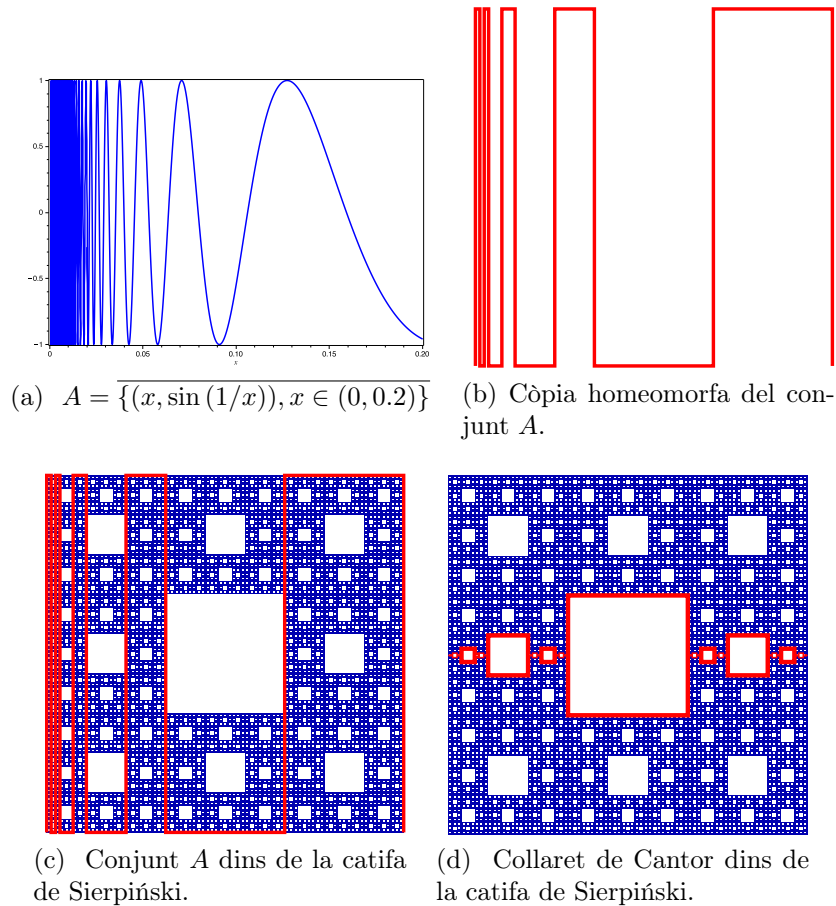 1
0.5
0
−0.5
−1
0 0.05 0.10 0.15 0.20
x
(a) A = {(x, sin (1/x)), x ∈ (0, 0.2)}
(b) Còpia homeomorfa del con-
junt A.
(c) Conjunt A dins de la catifa
de Sierpiński.
(d) Collaret de Cantor dins de
la catifa de Sierpiński.